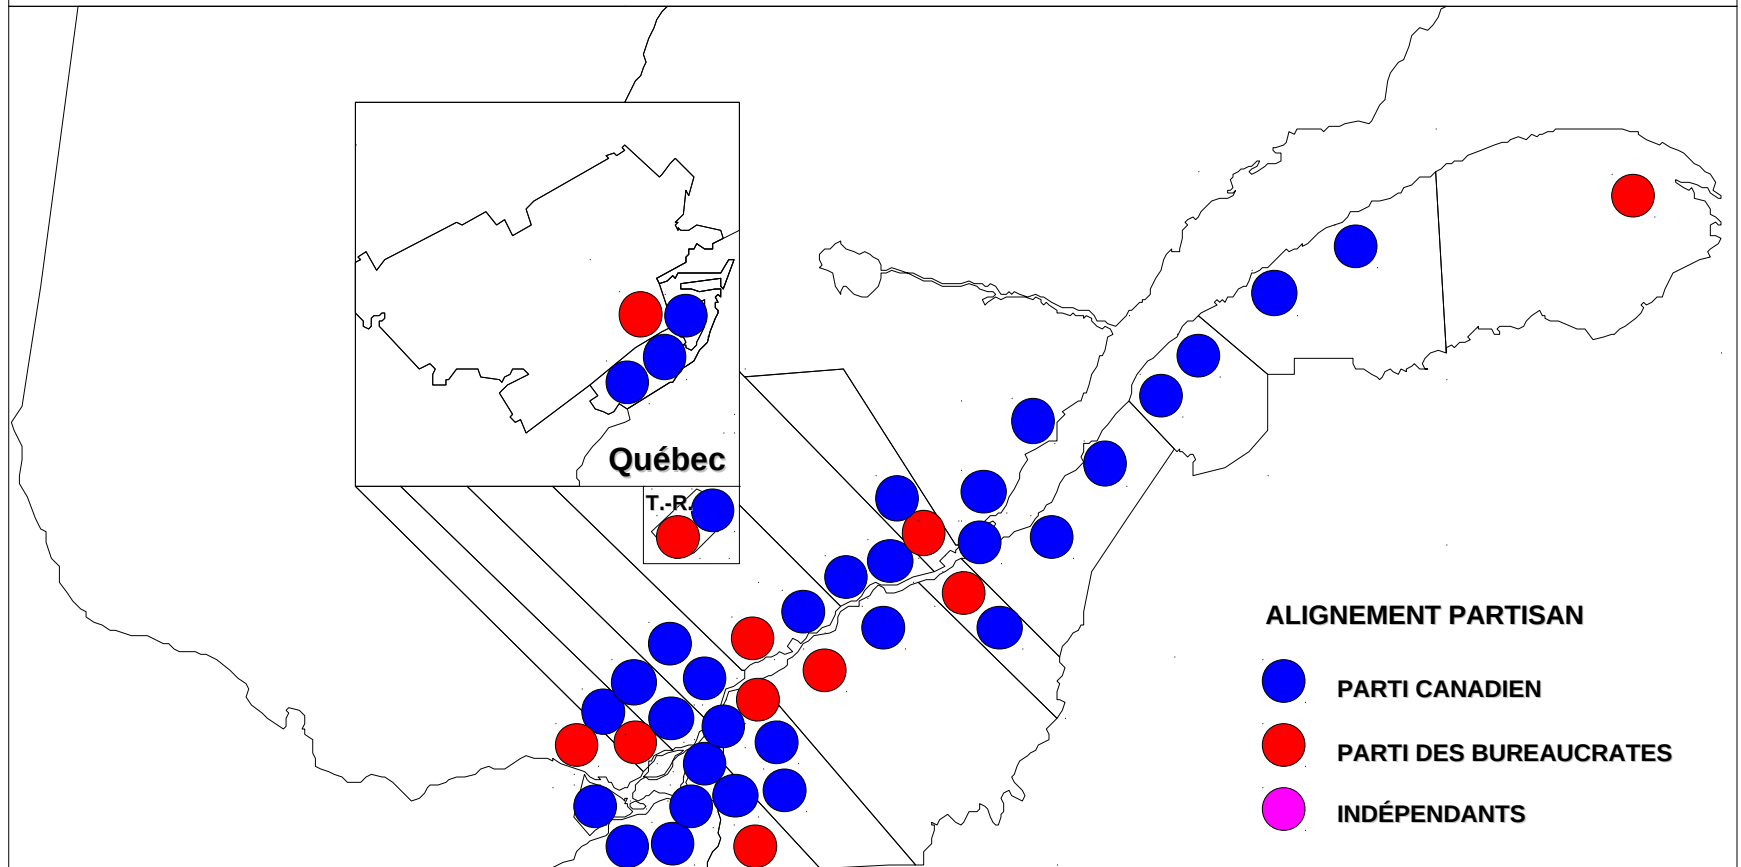 Québec
T.-R.
ALIGNEMENT PARTISAN
PARTI CANADIEN
PARTI DES BUREAUCRATES
INDÉPENDANTS